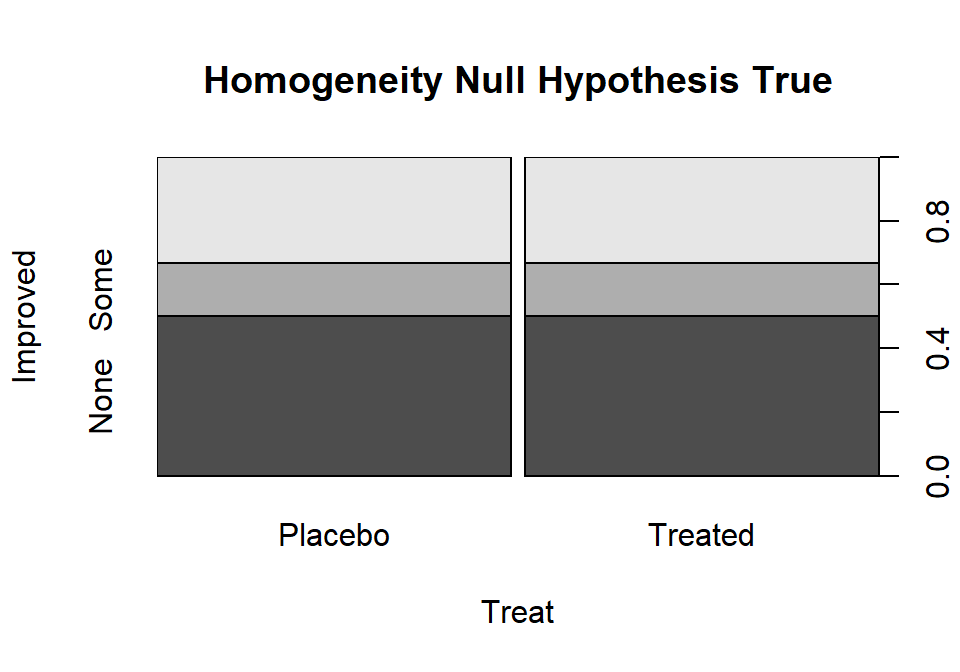 Homogeneity Null Hypothesis True
Improved
None Some
0.0 0.4 0.8
Placebo Treated
Treat